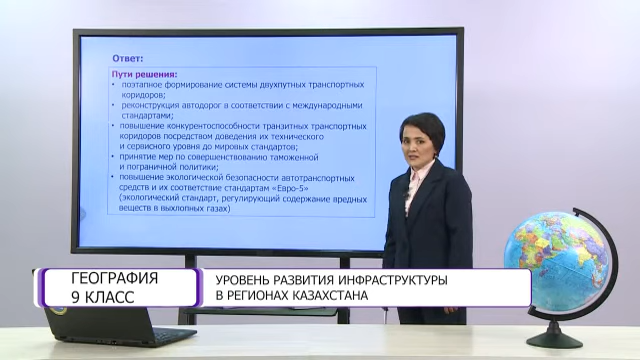 Ответ:
Пути решения:
• поэтапное формирование системы двухпутных транспортных
коридоров;
• реконструкция автодорог в соответствии с международными
стандартами;
• повышение конкурентоспособности транзитных транспортных
коридоров посредством доведения их технического
и сервисного уровня до мировых стандартов;
• принятие мер по совершенствованию таможенной
и пограничной политики;
• повышение экологической безопасности автотранспортных
средств и их соответствие стандартам «Евро-5»
(экологический стандарт, регулирующий содержание вредных
веществ в выхлопных газах)
ГЕОГРАФИЯ
9 КЛАСС
УРОВЕНЬ РАЗВИТИЯ ИНФРАСТРУКТУРЫ
В РЕГИОНАХ КАЗАХСТАНА